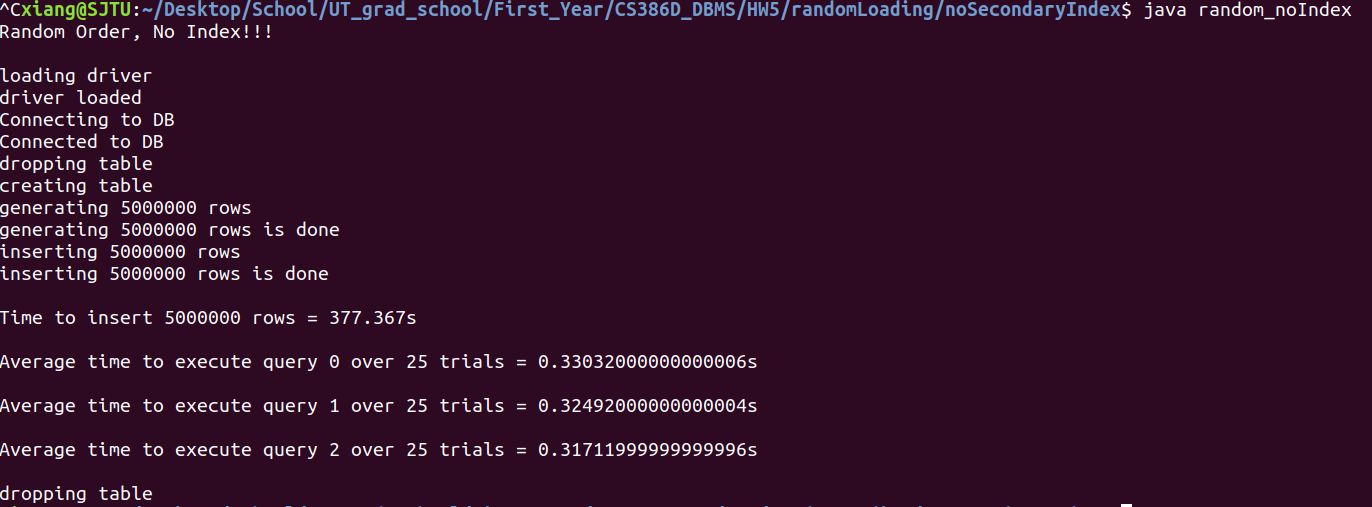 ^Cxiang@SJTU:~/Desktop/School/UT_grad_school/First_Year/CS386D_DBMS/HW5/randomLoading/noSecondaryIndex$ java random_noIndex
Random Order, No Index!!!
loading driver
driver loaded
Connecting to DB
Connected to DB
dropping table
creating table
generating 5000000 rows
generating 5000000 rows is done
inserting 5000000 rows
inserting 5000000 rows is done
Time to insert 5000000 rows = 377.367s
Average time to execute query 0 over 25 trials = 0.33032000000000006s
Average time to execute query 1 over 25 trials = 0.32492000000000004s
Average time to execute query 2 over 25 trials = 0.31711999999999996s
dropping table